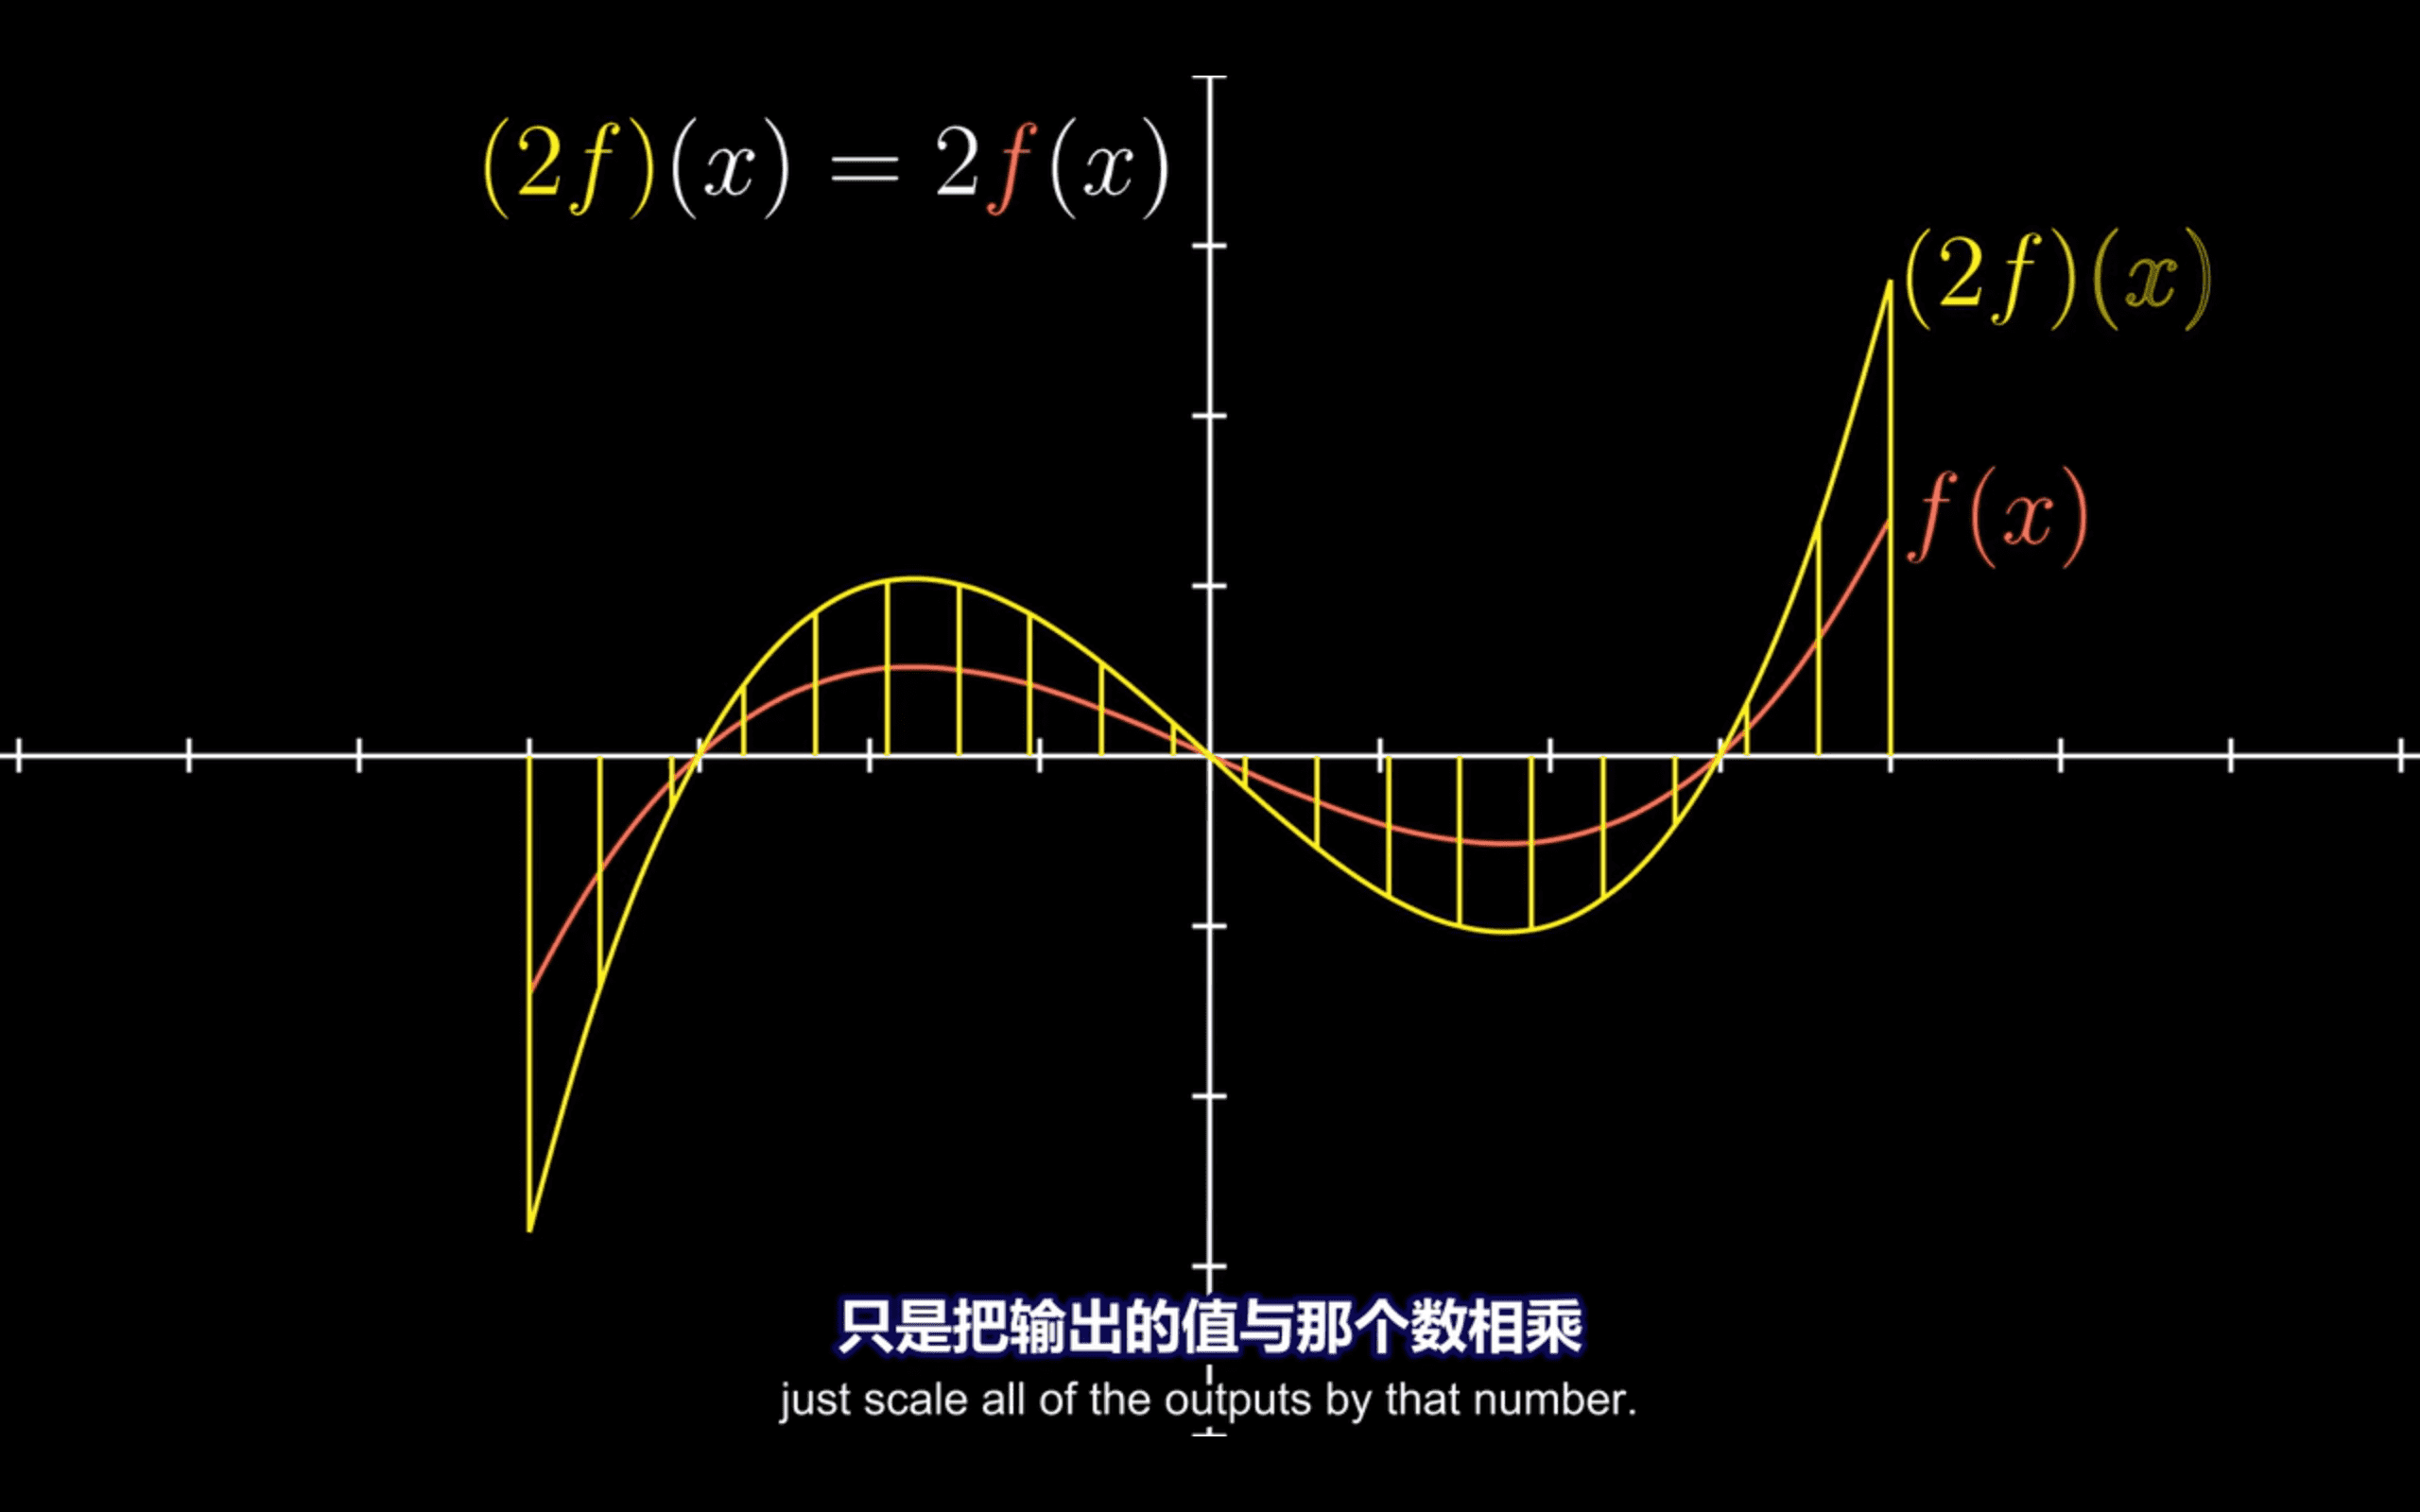 (2f)(x) = 2f(x)
(2f)(x)
f(x)
只是把输出的值与那个数相乘
just scale all of the outputs by that number.